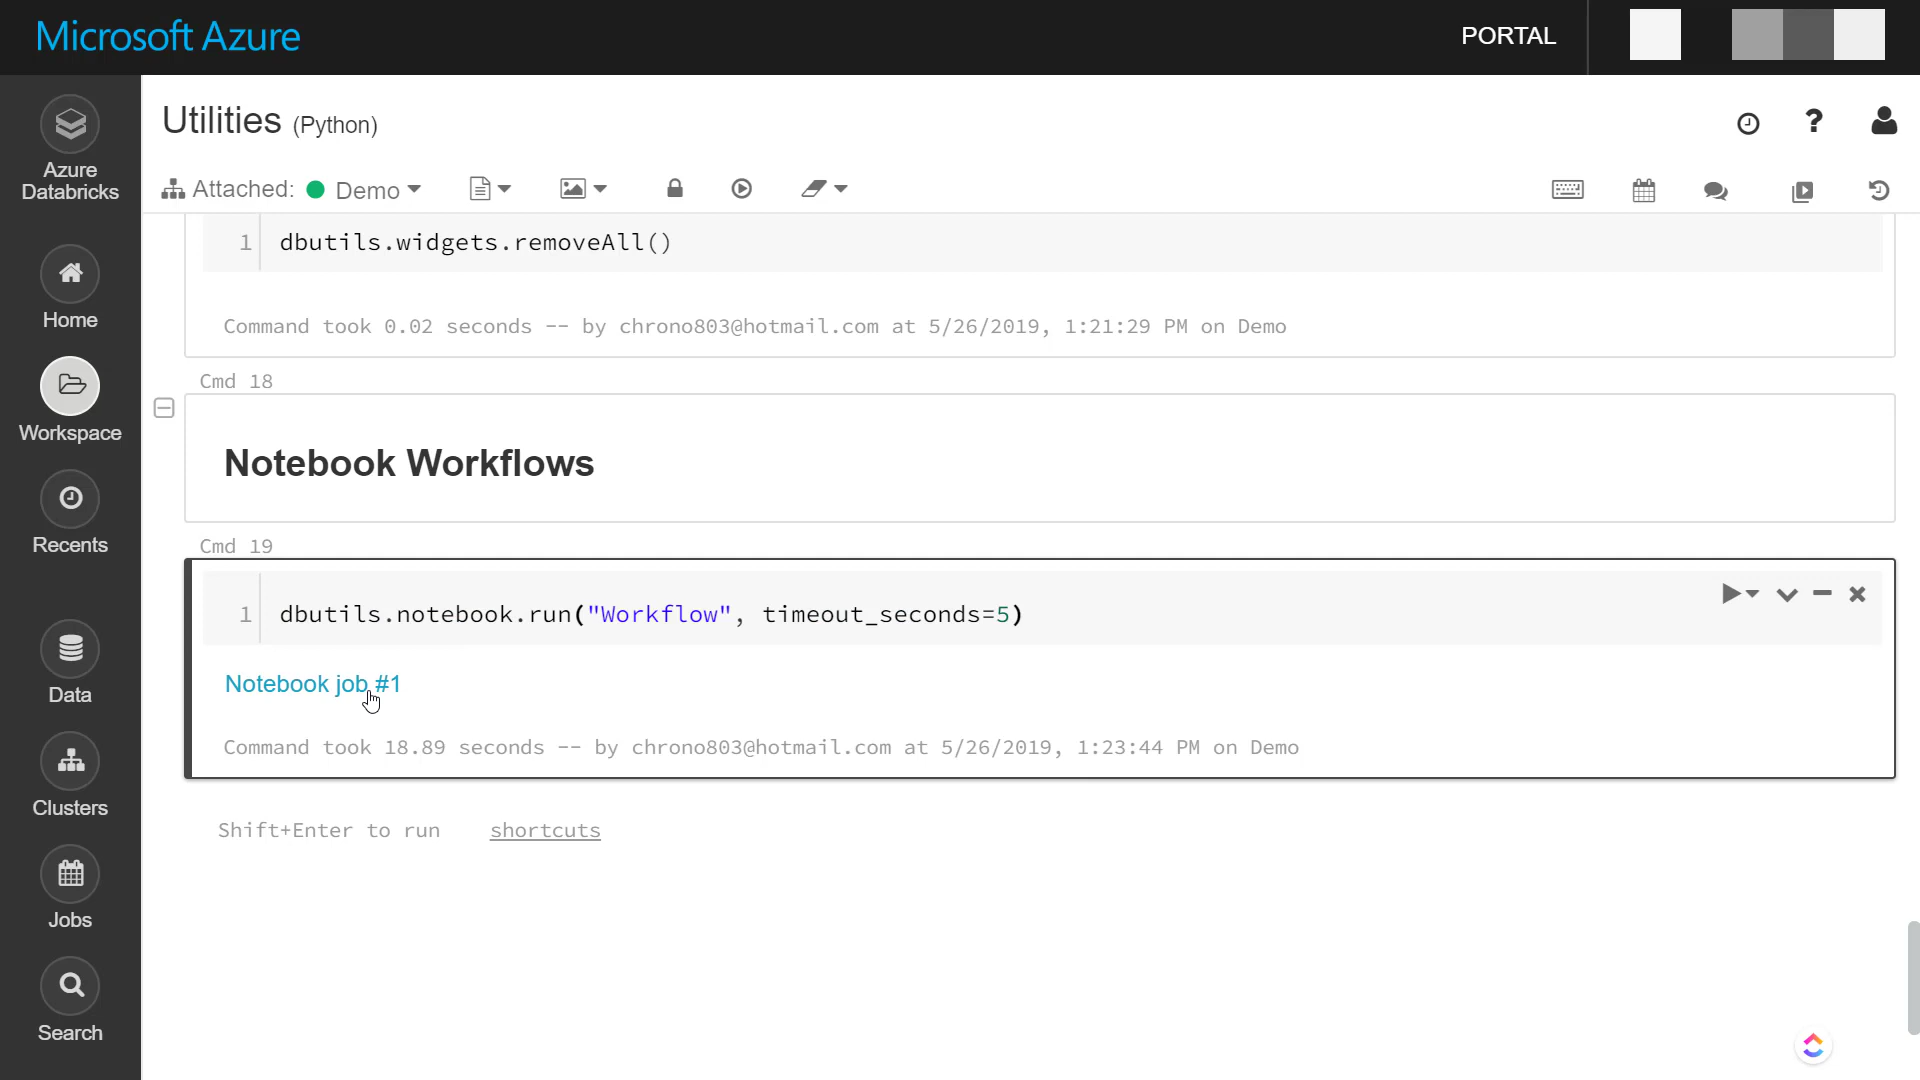 Microsoft Azure
PORTAL
Azure
Databricks
Home
Workspace
Recents
Data
Clusters
Jobs
Search
Utilities (Python)
Attached: Demo
1 dbutils.widgets.removeAll()
Command took 0.02 seconds -- by chrono803@hotmail.com at 5/26/2019, 1:21:29 PM on Demo
Cmd 18
Notebook Workflows
Cmd 19
1 dbutils.notebook.run("Workflow", timeout_seconds=5)
Notebook job #1
Command took 18.89 seconds -- by chrono803@hotmail.com at 5/26/2019, 1:23:44 PM on Demo
Shift+Enter to run shortcuts